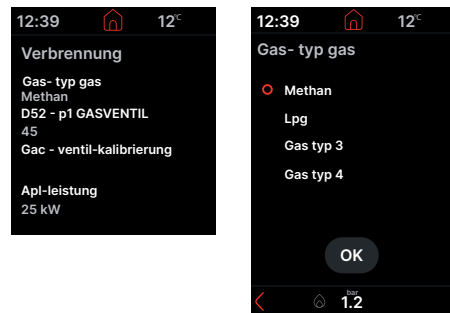 12:39 12°C
Verbrennung
Gas- typ gas
Methan
D52 - p1 GASVENTIL
45
Gac - ventil-kalibrierung
Apl-leistung
25 kW
12:39 12°C
Gas- typ gas
Methan
Lpg
Gas typ 3
Gas typ 4
OK
bar
1.2